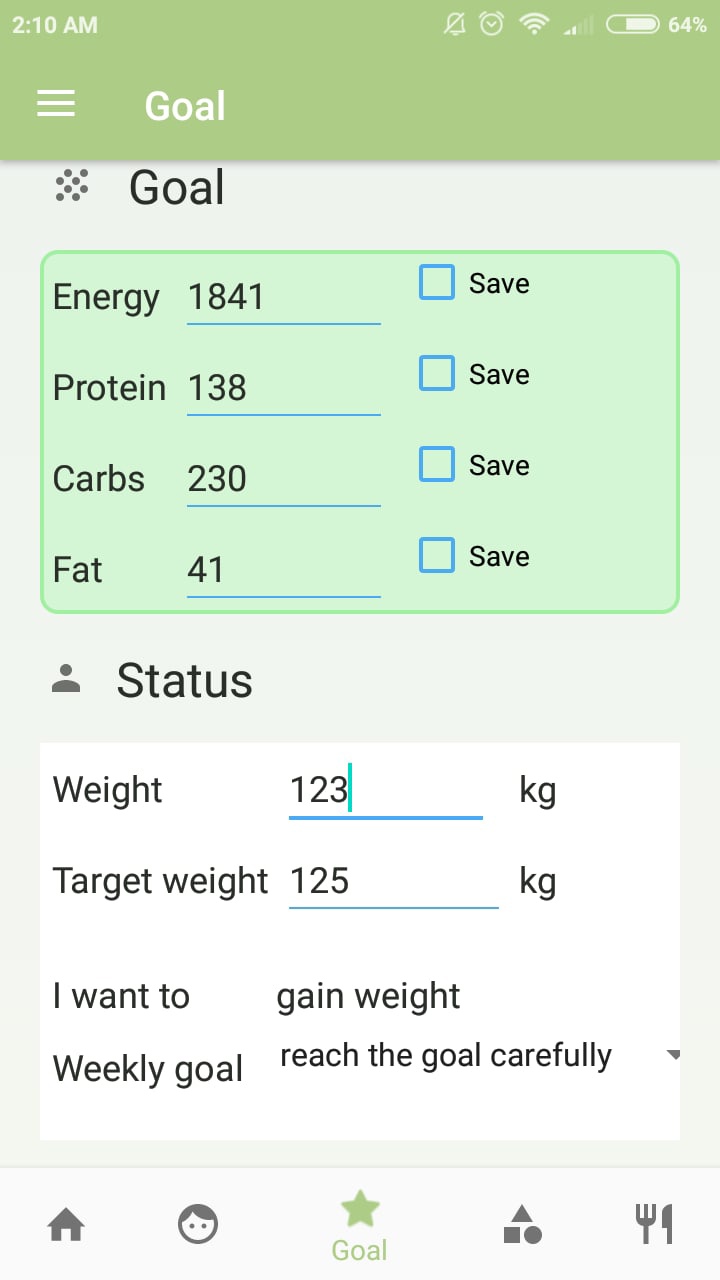 2:10 AM 64%
Goal
Goal
Energy 1841 Save
Protein 138 Save
Carbs 230 Save
Fat 41 Save
Status
Weight 123 kg
Target weight 125 kg
I want to gain weight
Weekly goal reach the goal carefully
Goal